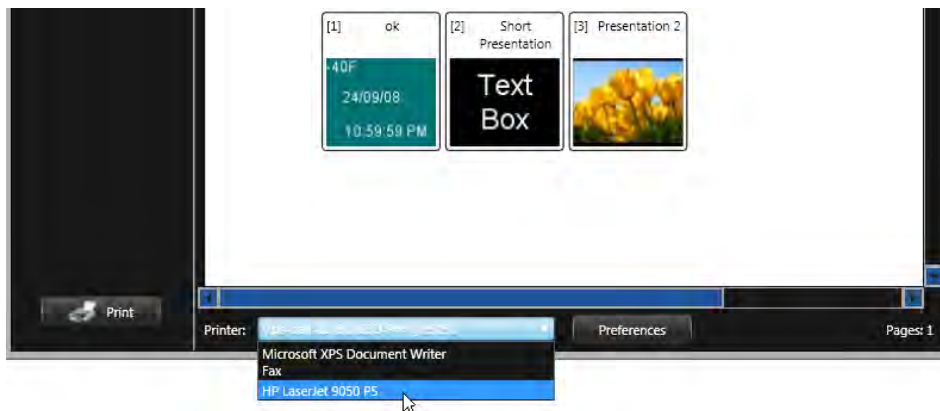 [1] ok
[2] Short
Presentation
[3] Presentation 2
-40F
24/09/08
10:59:59 PM
Text
Box
Print
Printer:
Preferences
Pages: 1
Microsoft XPS Document Writer
Fax
HP LaserJet 9050 PS